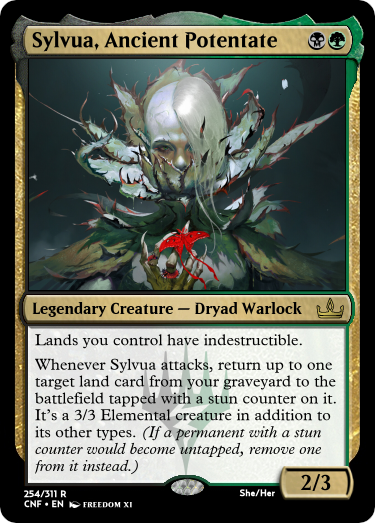 Sylvua, Ancient Potentate
Legendary Creature — Dryad Warlock
Lands you control have indestructible.
Whenever Sylvua attacks, return up to one
target land card from your graveyard to the
battlefield tapped with a stun counter on it.
It's a 3/3 Elemental creature in addition to
its other types. (If a permanent with a stun
counter would become untapped, remove
one from it instead.)
2/3
254/311 R
She/Her
CNF • EN FREEDOM XI